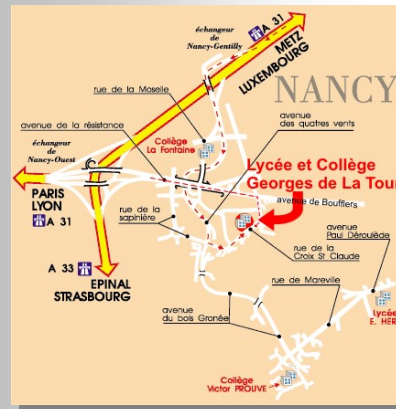 échangeur
de
Nancy-Gentilly
A 31
METZ
LUXEMBOURG
NANCY
rue de la Moselle
avenue
des quatres vents
avenue de la résistance
Collège
La Fontaine
échangeur
de
Nancy-Ouest
Lycée et Collège
Georges de La Tour
PARIS
LYON
A 31
avenue de Boufflers
rue de la
sapinière
avenue
Paul Déroulède
rue de la
Croix St Claude
A 33
EPINAL
STRASBOURG
rue de Mareville
avenue
du bois Gronée
Lycée
E. HER
Collège
Victor PROUVE